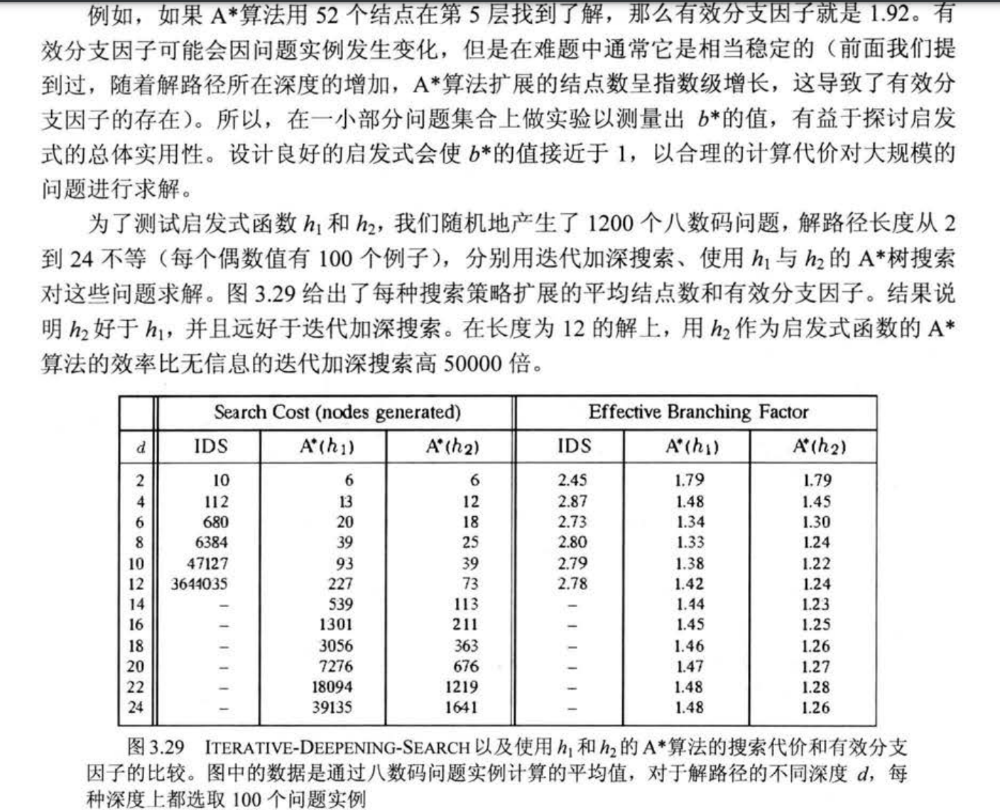 例如，如果 A*算法用 52 个结点在第 5 层找到了解，那么有效分支因子就是 1.92。有
效分支因子可能会因问题实例发生变化，但是在难题中通常它是相当稳定的（前面我们提
到过，随着解路径所在深度的增加，A*算法扩展的结点数呈指数级增长，这导致了有效分
支因子的存在）。所以，在一小部分问题集合上做实验以测量出 b*的值，有益于探讨启发
式的总体实用性。设计良好的启发式会使 b*的值接近于 1，以合理的计算代价对大规模的
问题进行求解。
为了测试启发式函数 h₁ 和 h₂，我们随机地产生了 1200 个八数码问题，解路径长度从 2
到 24 不等（每个偶数值有 100 个例子），分别用迭代加深搜索、使用 h₁ 与 h₂ 的 A*树搜索
对这些问题求解。图 3.29 给出了每种搜索策略扩展的平均结点数和有效分支因子。结果说
明 h₂ 好于 h₁，并且远好于迭代加深搜索。在长度为 12 的解上，用 h₂ 作为启发式函数的 A*
算法的效率比无信息的迭代加深搜索高 50000 倍。
Search Cost (nodes generated) Effective Branching Factor
d IDS A*(h₁) A*(h₂) IDS A*(h₁) A*(h₂)
2 10 6 6 2.45 1.79 1.79
4 112 13 12 2.87 1.48 1.45
6 680 20 18 2.73 1.34 1.30
8 6384 39 25 2.80 1.33 1.24
10 47127 93 39 2.79 1.38 1.22
12 3644035 227 73 2.78 1.42 1.24
14 – 539 113 – 1.44 1.23
16 – 1301 211 – 1.45 1.25
18 – 3056 363 – 1.46 1.26
20 – 7276 676 – 1.47 1.27
22 – 18094 1219 – 1.48 1.28
24 – 39135 1641 – 1.48 1.26
图 3.29 ITERATIVE-DEEPENING-SEARCH 以及使用 h₁ 和 h₂ 的 A*算法的搜索代价和有效分支
因子的比较。图中的数据是通过八数码问题实例计算的平均值，对于解路径的不同深度 d，每
种深度上都选取 100 个问题实例